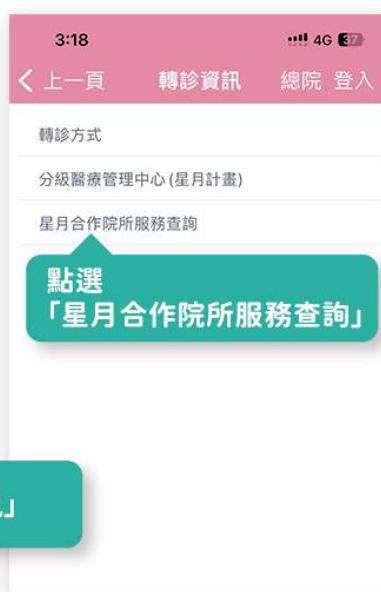 3:18 4G 37
上一頁 轉診資訊 總院 登入
轉診方式
分級醫療管理中心(星月計畫)
星月合作院所服務查詢
點選
「星月合作院所服務查詢」
」